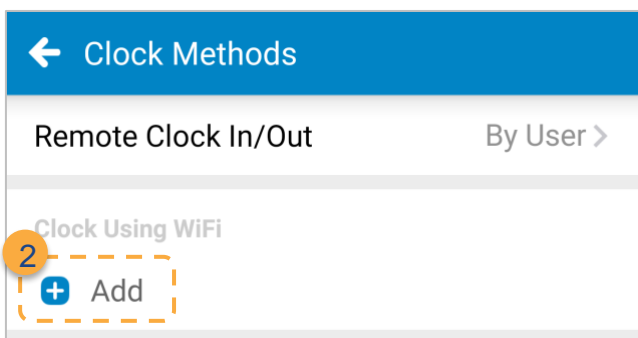 Clock Methods
Remote Clock In/Out By User
Clock Using WiFi
2
Add